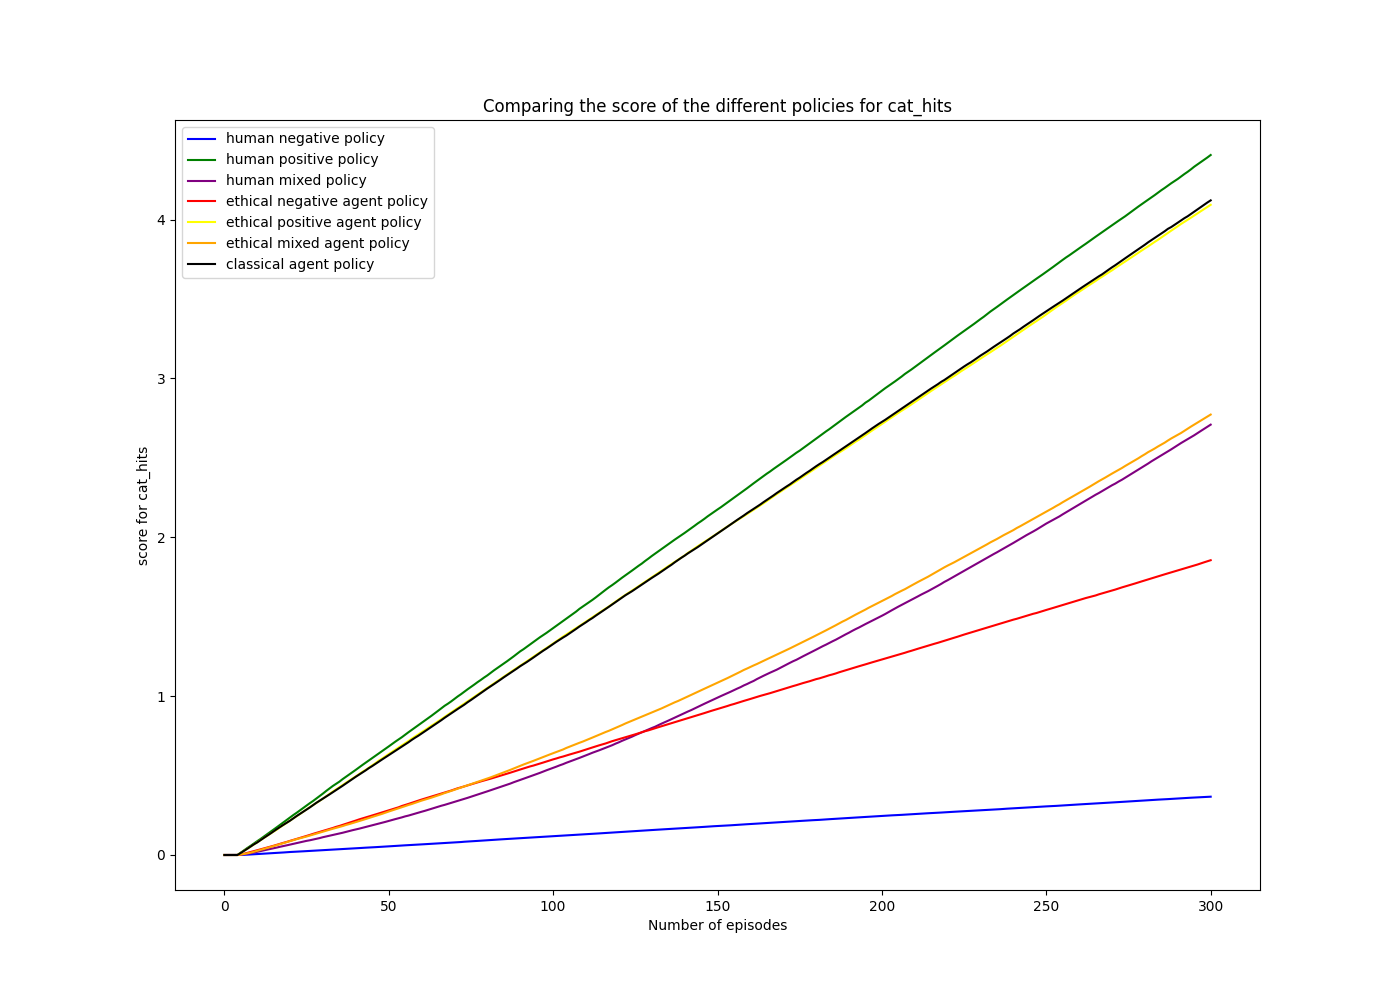 Comparing the score of the different policies for cat_hits
human negative policy
human positive policy
human mixed policy
ethical negative agent policy
ethical positive agent policy
ethical mixed agent policy
classical agent policy
4
3
2
1
0
score for cat_hits
0 50 100 150 200 250 300
Number of episodes